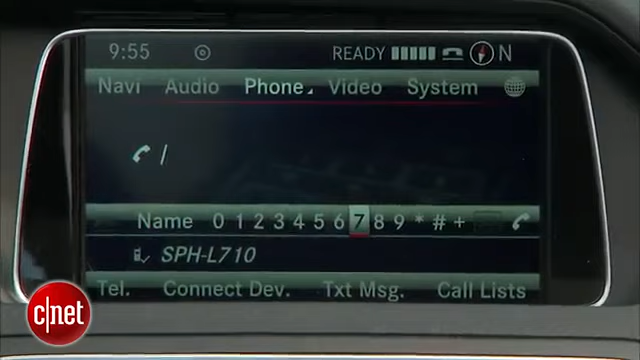 9:55 READY N
Navi Audio Phone Video System
/
Name 0 1 2 3 4 5 6 7 8 9 * # +
SPH-L710
Tel. Connect Dev. Txt Msg. Call Lists
c|net